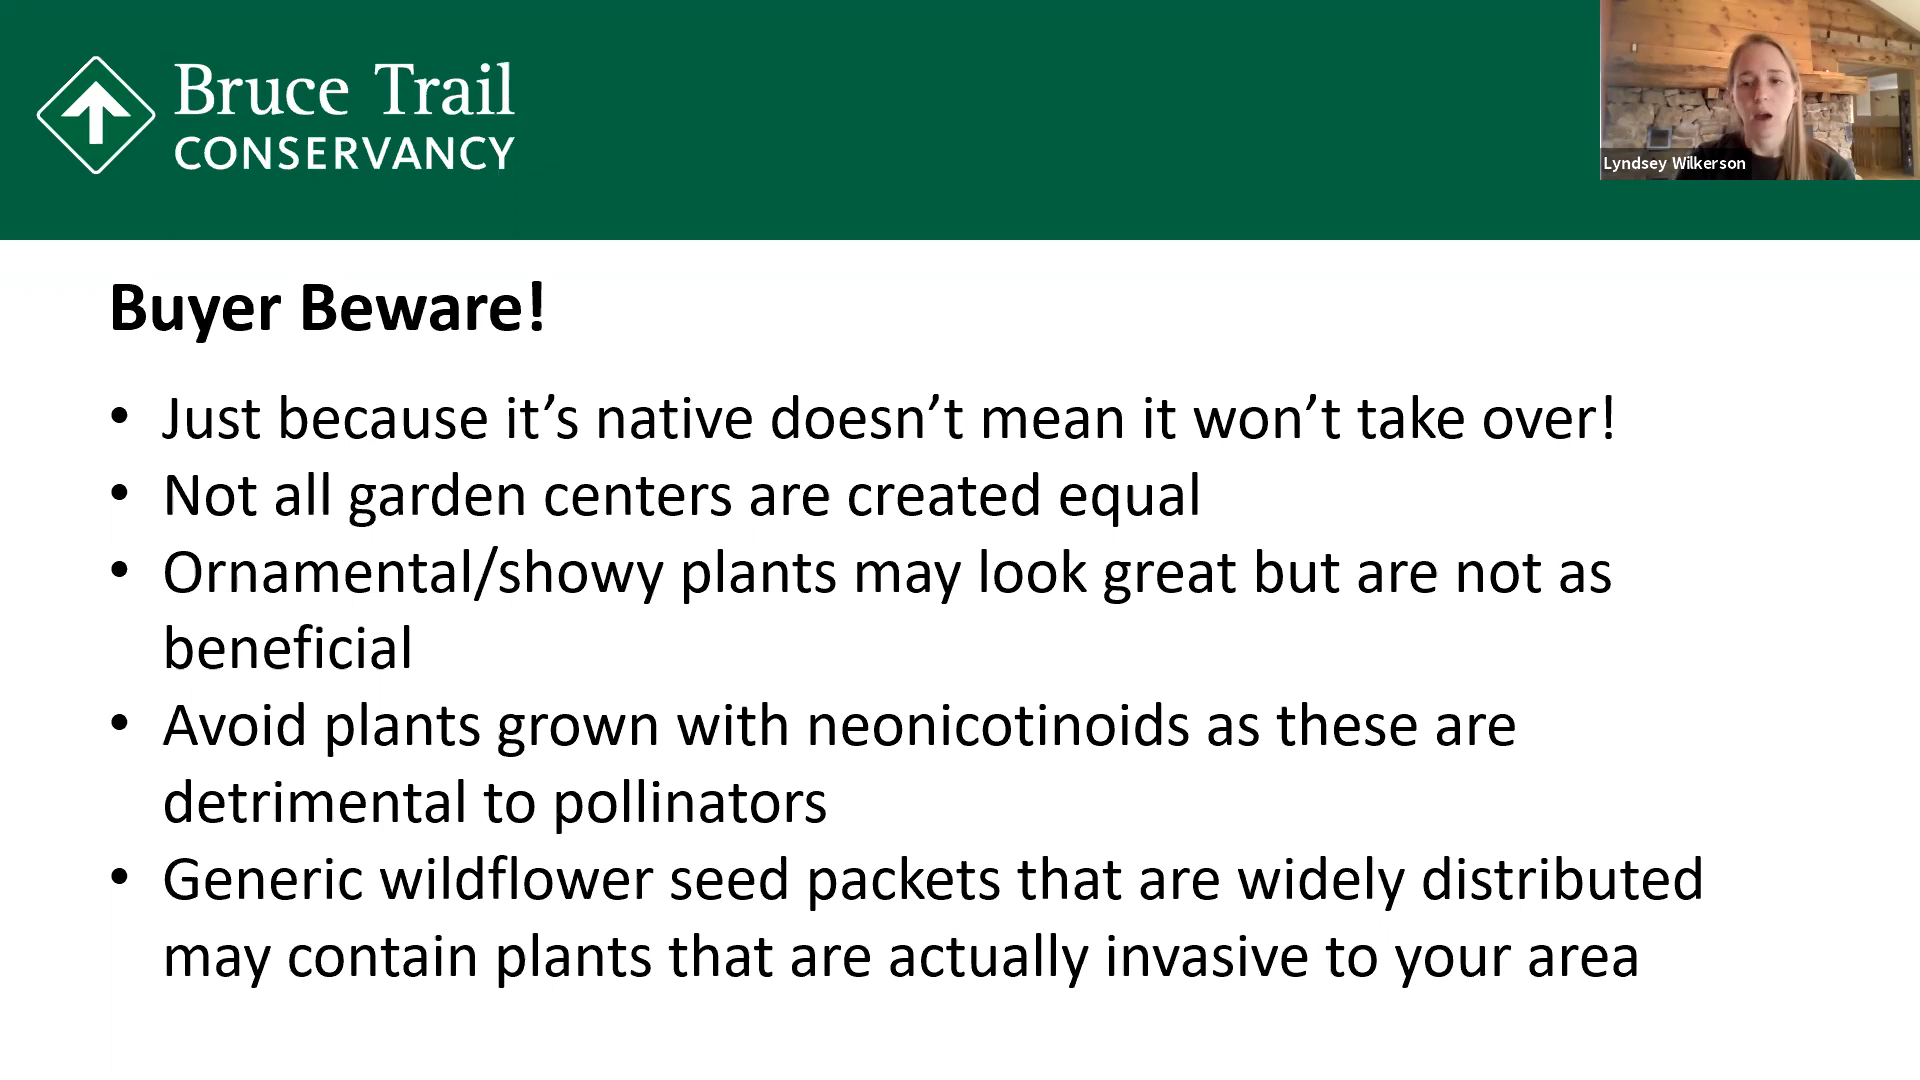 Bruce Trail
CONSERVANCY
Lyndsey Wilkerson
Buyer Beware!
• Just because it’s native doesn’t mean it won’t take over!
• Not all garden centers are created equal
• Ornamental/showy plants may look great but are not as
beneficial
• Avoid plants grown with neonicotinoids as these are
detrimental to pollinators
• Generic wildflower seed packets that are widely distributed
may contain plants that are actually invasive to your area